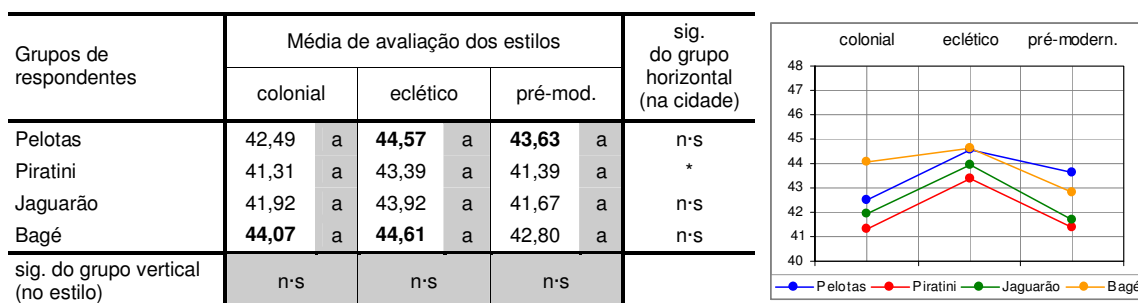 Grupos de
respondentes
Média de avaliação dos estilos
sig.
do grupo
horizontal
(na cidade)
colonial eclético pré-mod.
Pelotas 42,49 a 44,57 a 43,63 a n·s
Piratini 41,31 a 43,39 a 41,39 a *
Jaguarão 41,92 a 43,92 a 41,67 a n·s
Bagé 44,07 a 44,61 a 42,80 a n·s
sig. do grupo vertical
(no estilo)
n·s n·s n·s
colonial eclético pré-modern.
48
47
46
45
44
43
42
41
40
Pelotas Piratini Jaguarão Bagé